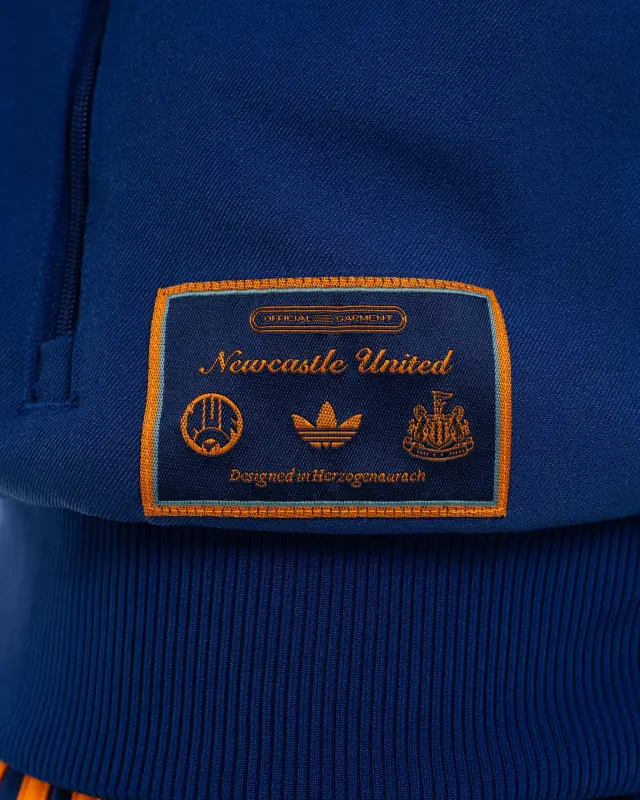 OFFICIAL GARMENT
Newcastle United
Designed in Herzogenaurach